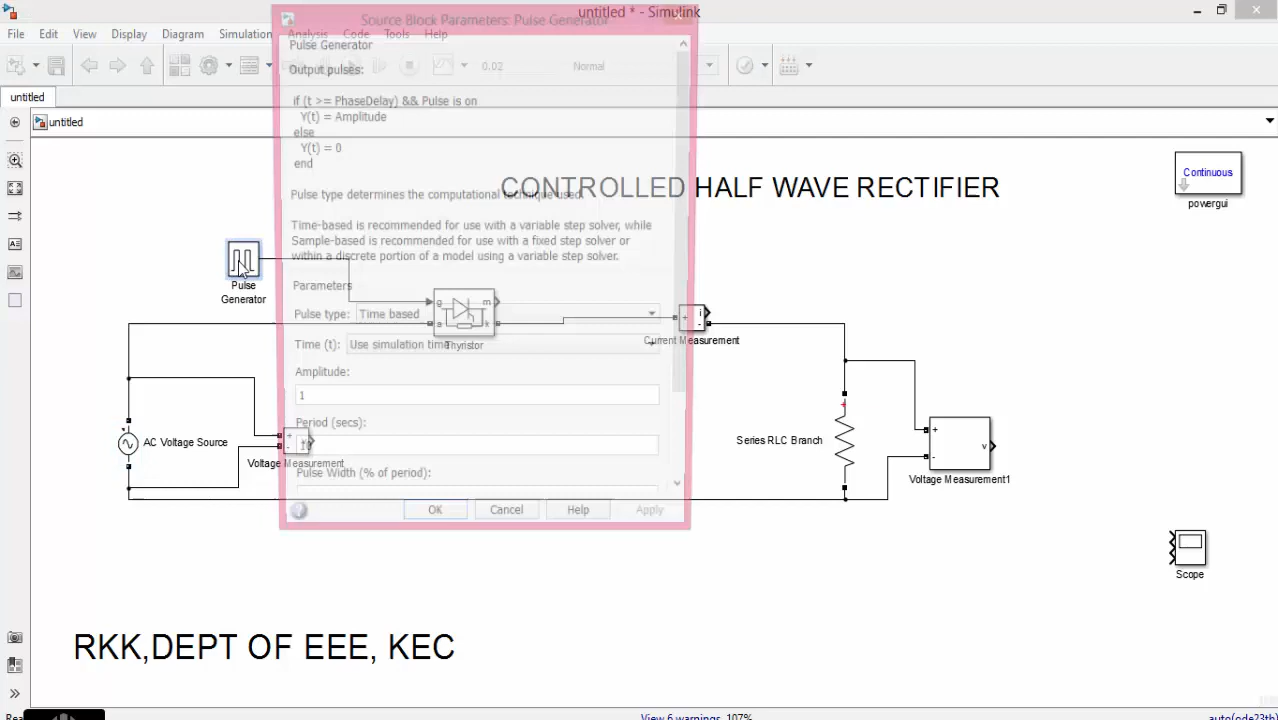 untitled * - Simulink
Source Block Parameters: Pulse Generator
File Edit View Display Diagram Simulation Analysis Code Tools Help
0.02 Normal
untitled
untitled
Pulse Generator
Output pulses:
if (t >= PhaseDelay) && Pulse is on
Y(t) = Amplitude
else
Y(t) = 0
end
Pulse type determines the computational technique used.
Time-based is recommended for use with a variable step solver, while
Sample-based is recommended for use with a fixed step solver or
within a discrete portion of a model using a variable step solver.
Parameters
Pulse type: Time based
Time (t): Use simulation time
Amplitude:
1
Period (secs):
10
Pulse Width (% of period):
OK Cancel Help Apply
CONTROLLED HALF WAVE RECTIFIER
Continuous
powergui
Pulse
Generator
g m
a k
Thyristor
+ i
-
Current Measurement
AC Voltage Source
+ v
-
Voltage Measurement
+
Series RLC Branch
+
v
-
Voltage Measurement1
Scope
RKK,DEPT OF EEE, KEC
View 6 warnings 107%
auto(ode23tb)